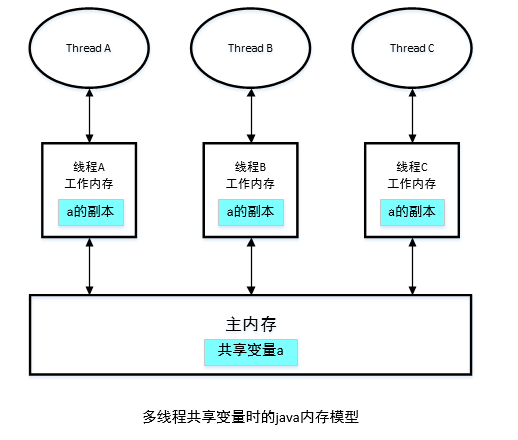 Thread A
Thread B
Thread C
线程A
工作内存
a的副本
线程B
工作内存
a的副本
线程C
工作内存
a的副本
主内存
共享变量a
多线程共享变量时的java内存模型